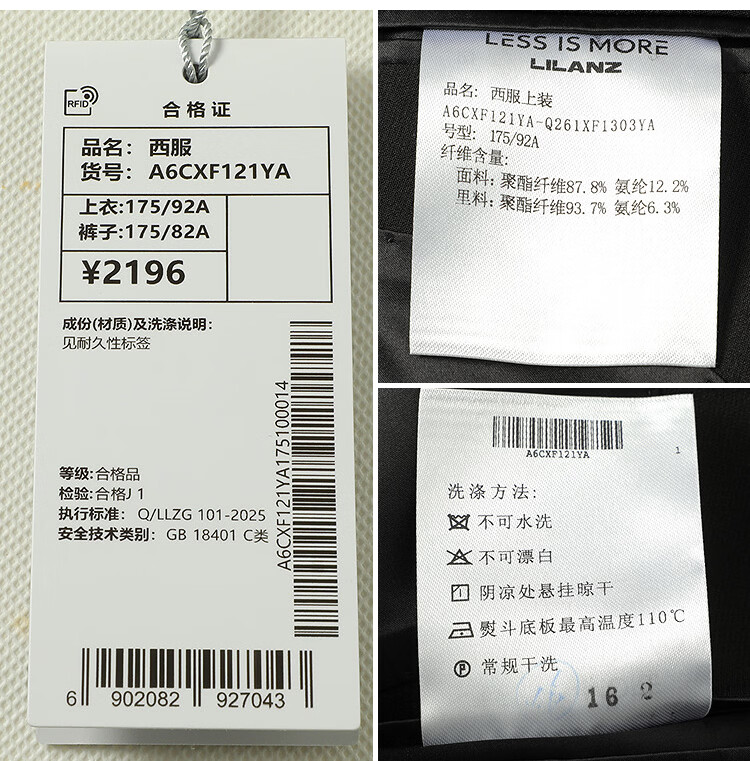 RFID
合格证
品名: 西服
货号: A6CXF121YA
上衣:175/92A
裤子:175/82A
¥2196
成份(材质)及洗涤说明:
见耐久性标签
A6CXF121YA175100014
等级:合格品
检验:合格J 1
执行标准: Q/LLZG 101-2025
安全技术类别: GB 18401 C类
6 902082 927043
LESS IS MORE
LILANZ
品名: 西服上装
A6CXF121YA-Q261XF1303YA
号型: 175/92A
纤维含量:
面料: 聚酯纤维87.8% 氨纶12.2%
里料: 聚酯纤维93.7% 氨纶6.3%
A6CXF121YA
1
洗涤方法:
不可水洗
不可漂白
阴凉处悬挂晾干
熨斗底板最高温度110℃
P 常规干洗
16 2